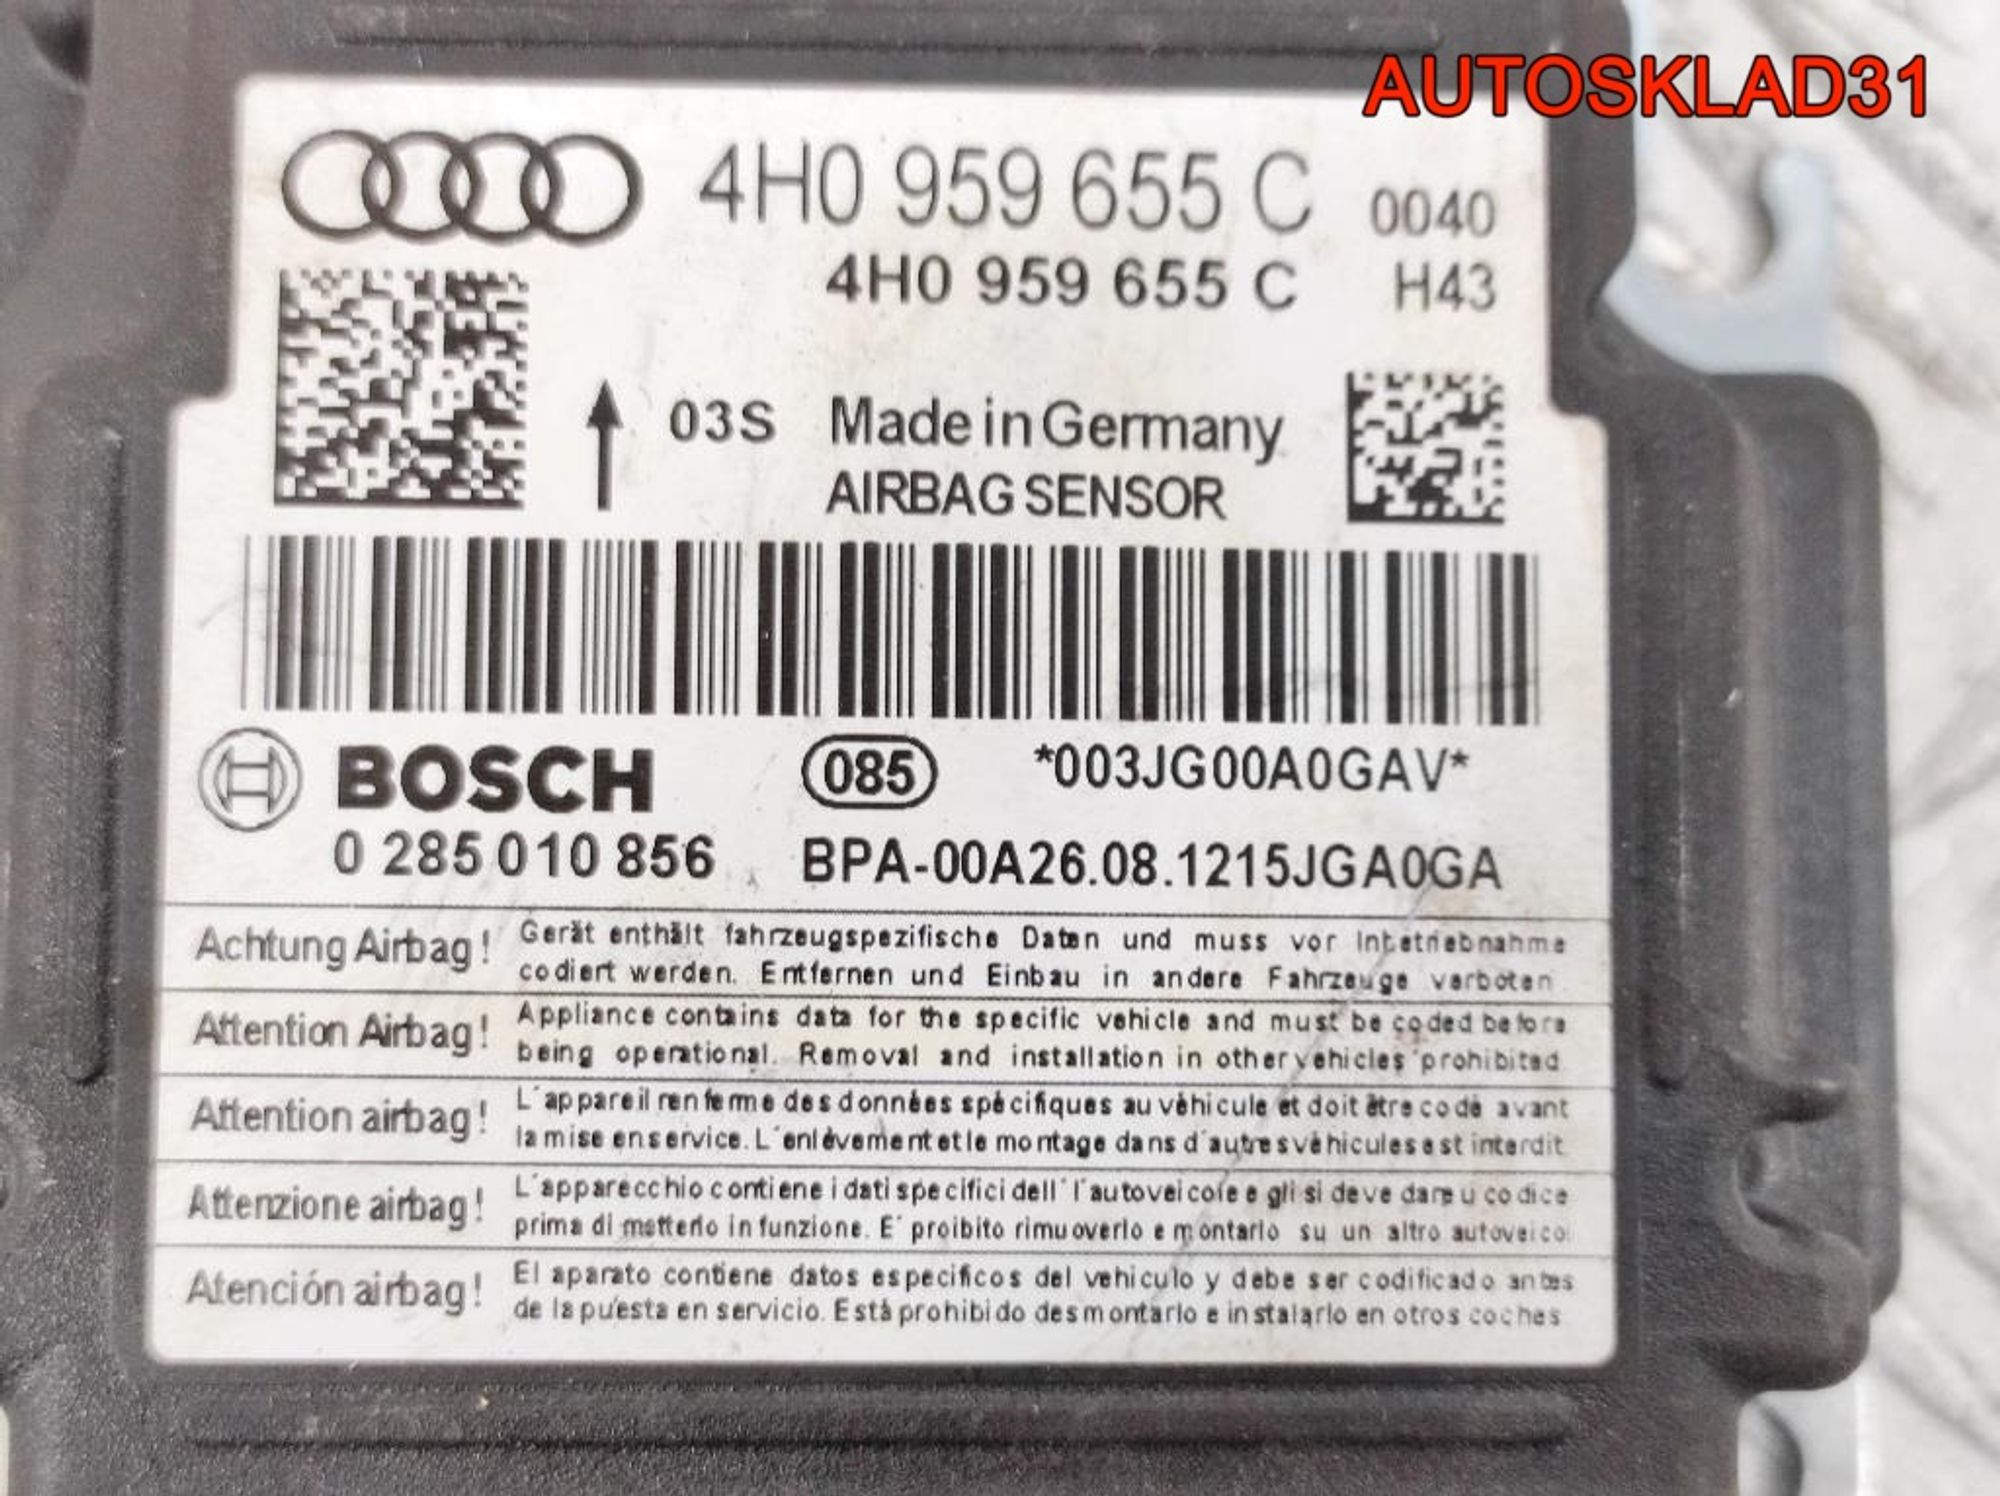 AUTOSKLAD31
4H0 959 655 C 0040
4H0 959 655 C H43
03S Made in Germany
AIRBAG SENSOR
BOSCH 085 *003JG00A0GAV*
0 285 010 856 BPA-00A26.08.1215JGA0GA
Achtung Airbag! Gerät enthält fahrzeugspezifische Daten und muss vor Inbetriebnahme
codiert werden. Entfernen und Einbau in andere Fahrzeuge verboten.
Attention Airbag! Appliance contains data for the specific vehicle and must be coded before
being operational. Removal and installation in other vehicles prohibited.
Attention airbag! L´appareil renferme des données spécifiques au véhicule et doit être codé avant
la mise en service. L´enlèvement et le montage dans d´autres véhicules est interdit.
Attenzione airbag! L´apparecchio contiene i dati specifici dell´ l´autoveicole e gli si deve dare u codice
prima di metterlo in funzione. E´ proibito rimuoverlo e montarlo su un altro autoveicol
Atención airbag! El aparato contiene datos especificos del vehiculo y debe ser codificado antes
de la puesta en servicio. Está prohibido desmontarlo e instalarlo en otros coches